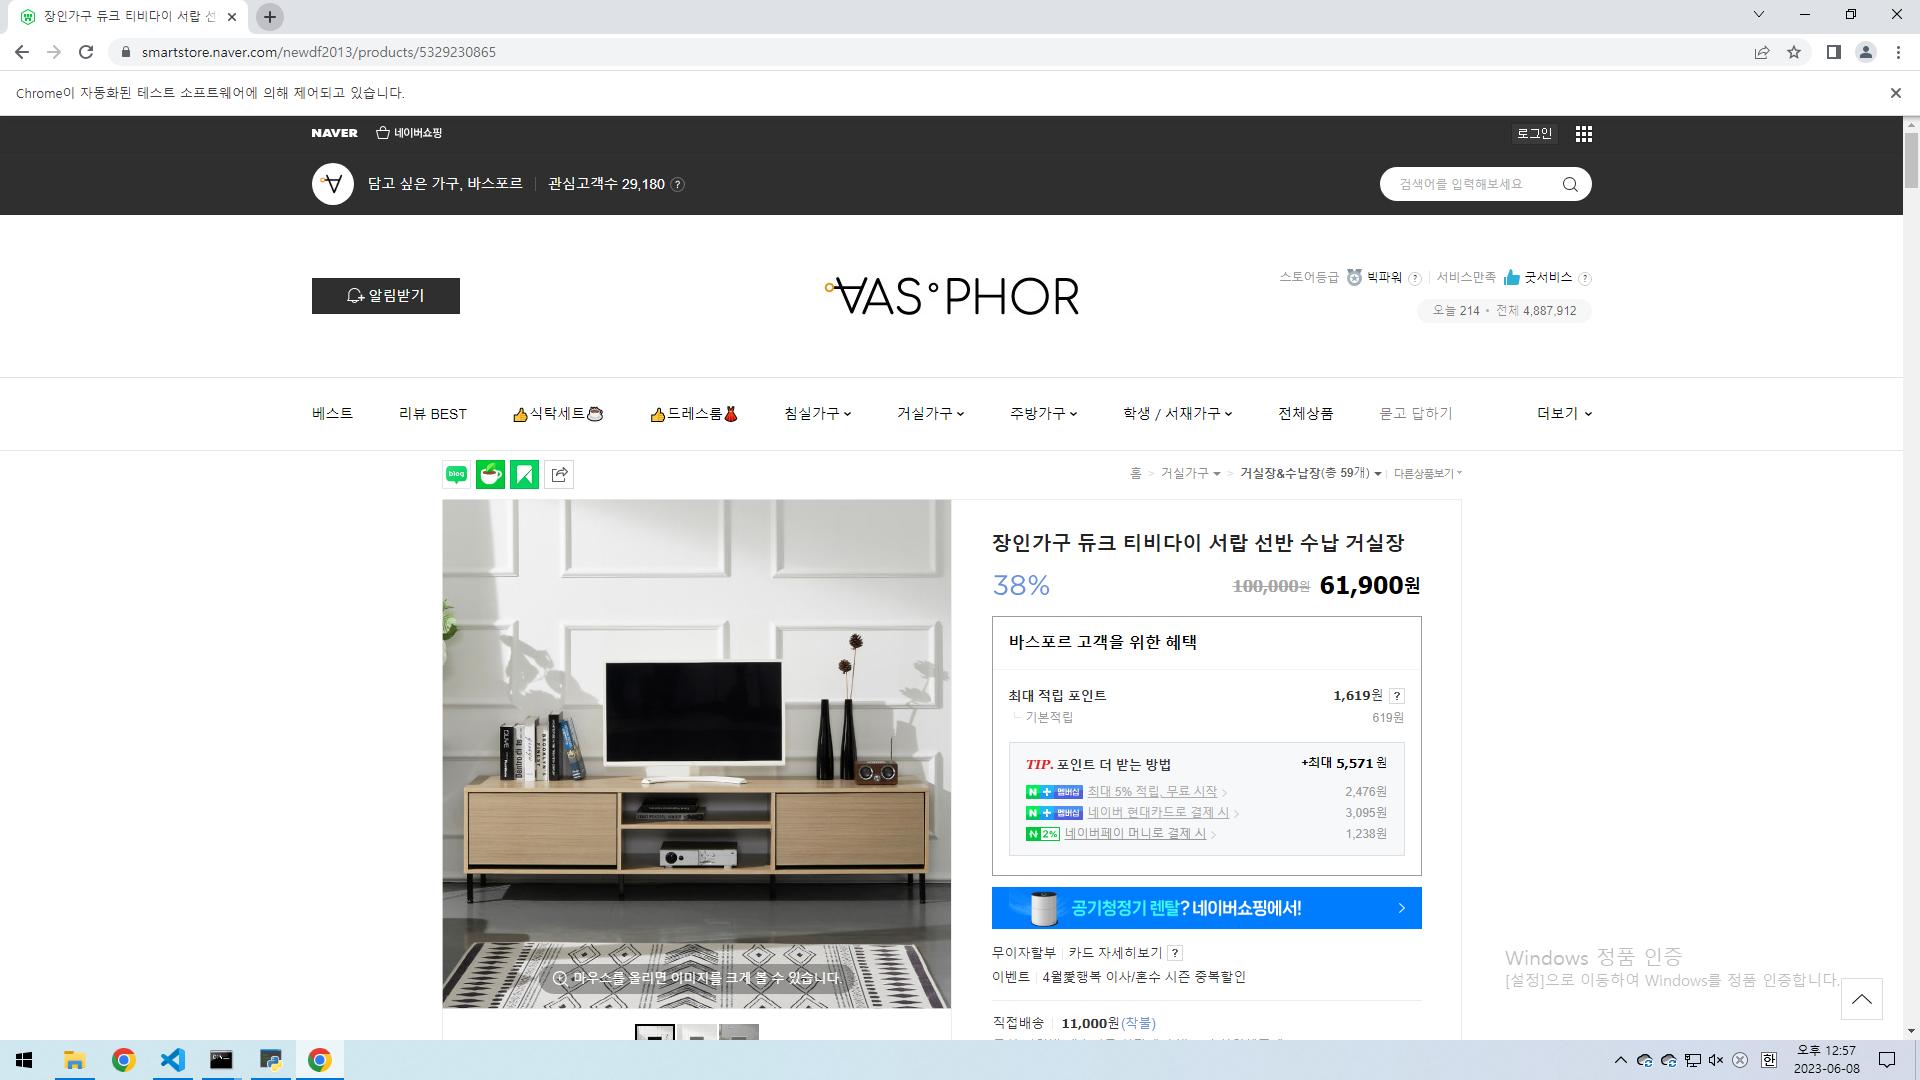 장인가구 듀크 티비다이 서랍 선
smartstore.naver.com/newdf2013/products/5329230865
Chrome이 자동화된 테스트 소프트웨어에 의해 제어되고 있습니다.
NAVER 네이버쇼핑
로그인
담고 싶은 가구, 바스포르 관심고객수 29,180 ?
검색어를 입력해보세요
알림받기
VAS°PHOR
스토어등급 빅파워 ? 서비스만족 굿서비스 ?
오늘 214 • 전체 4,887,912
베스트 리뷰 BEST 👍식탁세트☕ 👍드레스룸👗 침실가구 거실가구 주방가구 학생 / 서재가구 전체상품 묻고 답하기 더보기
blog
홈 > 거실가구 > 거실장&수납장(총 59개) 다른상품보기
장인가구 듀크 티비다이 서랍 선반 수납 거실장
38% 100,000원 61,900원
바스포르 고객을 위한 혜택
최대 적립 포인트 1,619원 ?
기본적립 619원
TIP. 포인트 더 받는 방법 +최대 5,571 원
N + 멤버십 최대 5% 적립, 무료 시작 > 2,476원
N + 멤버십 네이버 현대카드로 결제 시 > 3,095원
N 2% 네이버페이 머니로 결제 시 > 1,238원
공기청정기 렌탈? 네이버쇼핑에서!
무이자할부 카드 자세히보기 ?
이벤트 4월愛행복 이사/혼수 시즌 중복할인
마우스를 올리면 이미지를 크게 볼 수 있습니다.
직접배송 11,000원(착불)
Windows 정품 인증
[설정]으로 이동하여 Windows를 정품 인증합니다.
한
오후 12:57
2023-06-08